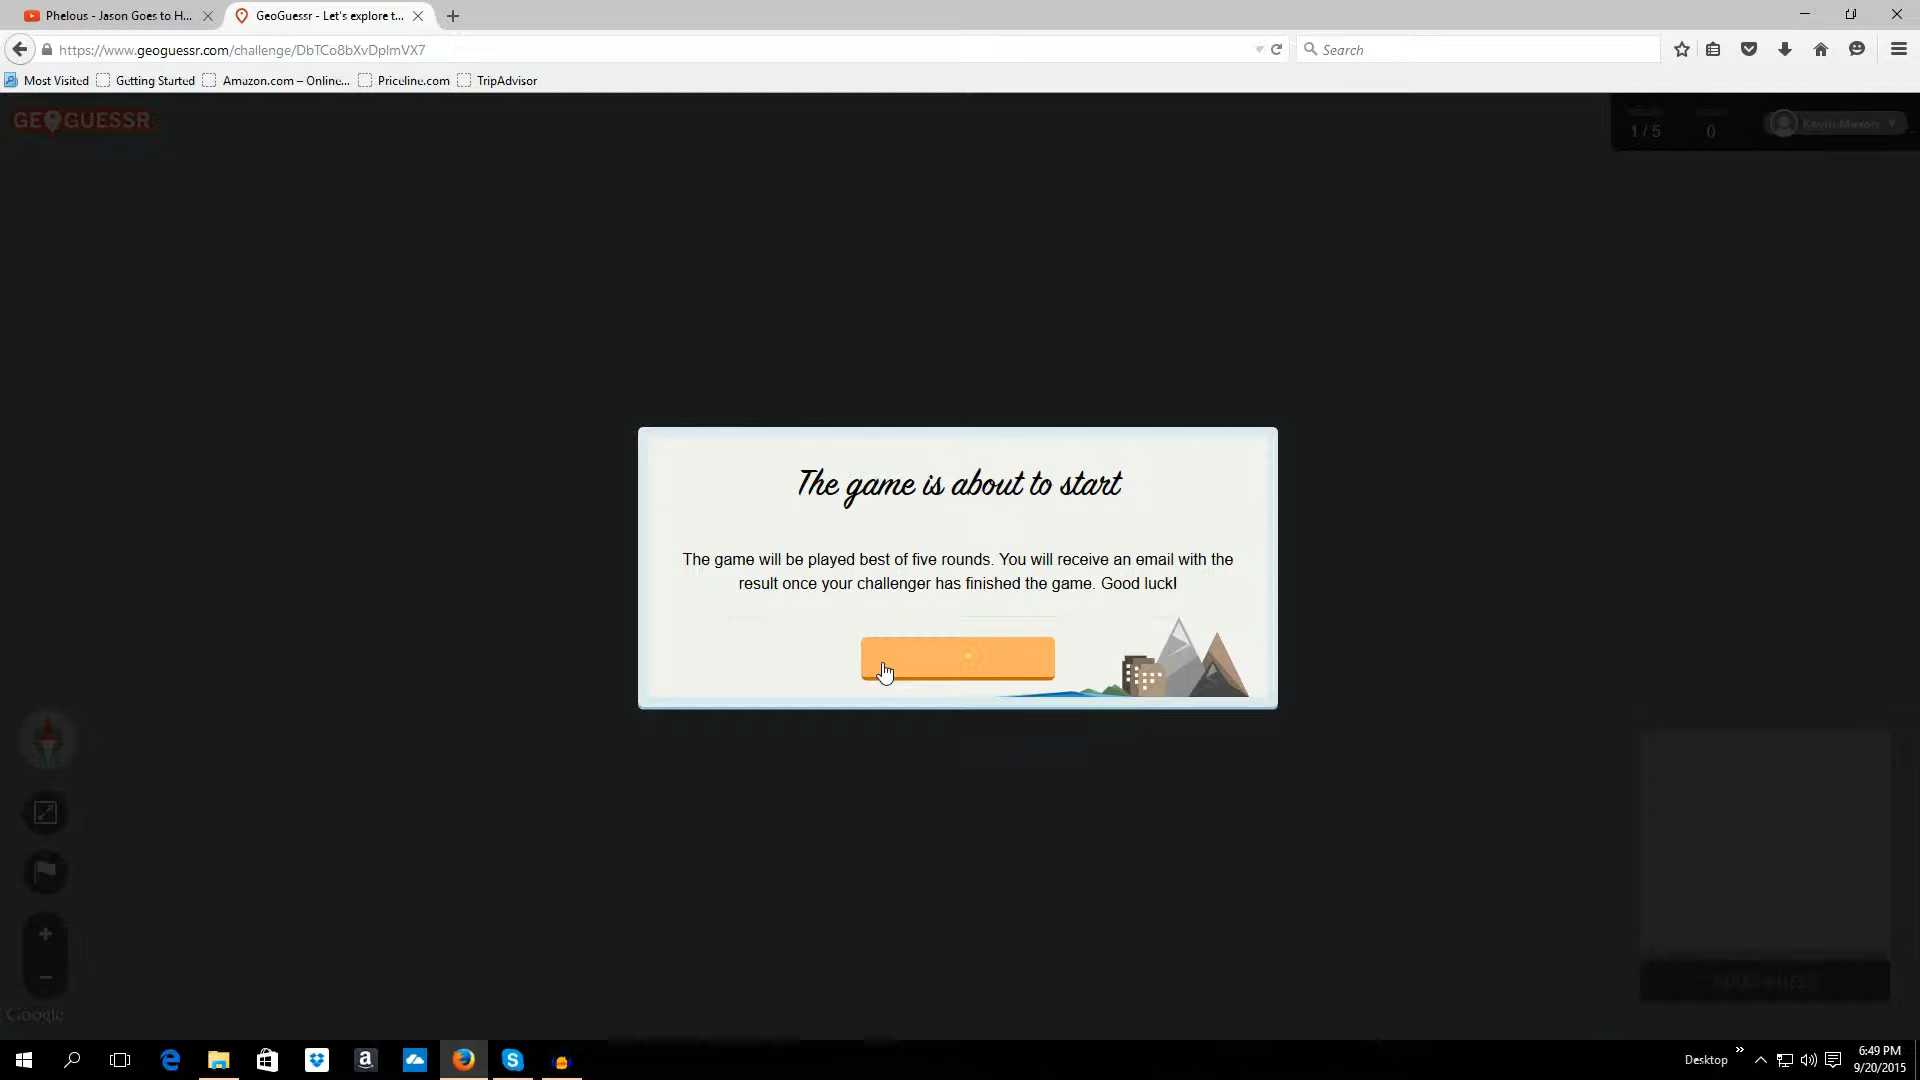 Phelous - Jason Goes to H...
GeoGuessr - Let's explore t...
https://www.geoguessr.com/challenge/DbTCo8bXvDplmVX7
Search
Most Visited
Getting Started
Amazon.com – Online...
Priceline.com
TripAdvisor
GEOGUESSR
1 / 5
0
Kevin Mason
The game is about to start
The game will be played best of five rounds. You will receive an email with the
result once your challenger has finished the game. Good luck!
Google
Desktop
6:49 PM
9/20/2015